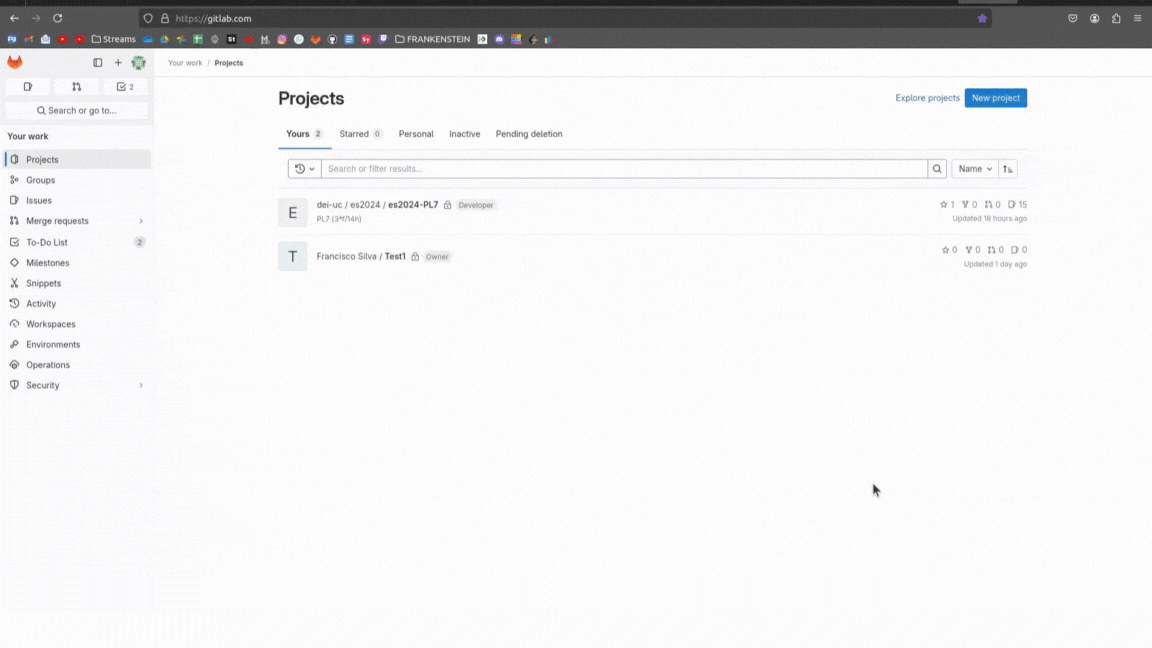 https://gitlab.com
Streams
FRANKENSTEIN
Your work / Projects
2
Search or go to...
Your work
Projects
Groups
Issues
Merge requests
To-Do List 2
Milestones
Snippets
Activity
Workspaces
Environments
Operations
Security
Projects
Explore projects
New project
Yours 2
Starred 0
Personal
Inactive
Pending deletion
Search or filter results...
Name
E
dei-uc / es2024 / es2024-PL7 Developer
PL7 (3ªf/14h)
1 0 0 15
Updated 18 hours ago
T
Francisco Silva / Test1 Owner
0 0 0 0
Updated 1 day ago